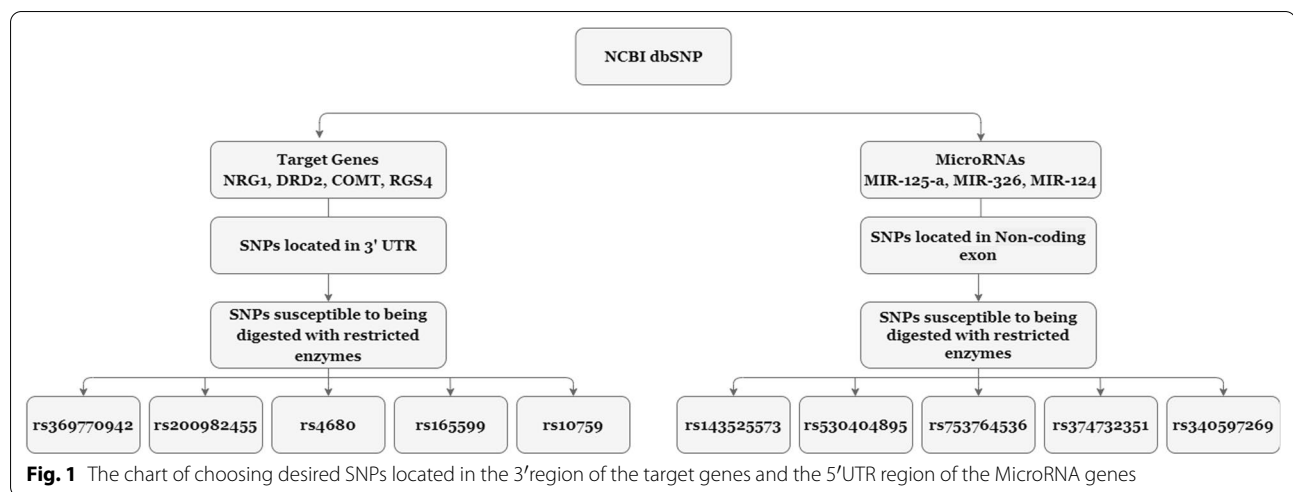 NCBI dbSNP
Target Genes
NRG1, DRD2, COMT, RGS4
MicroRNAs
MIR-125-a, MIR-326, MIR-124
SNPs located in 3' UTR
SNPs located in Non-coding
exon
SNPs susceptible to being
digested with restricted
enzymes
SNPs susceptible to being
digested with restricted
enzymes
rs369770942
rs200982455
rs4680
rs165599
rs10759
rs143525573
rs530404895
rs753764536
rs374732351
rs340597269
Fig. 1 The chart of choosing desired SNPs located in the 3′region of the target genes and the 5′UTR region of the MicroRNA genes